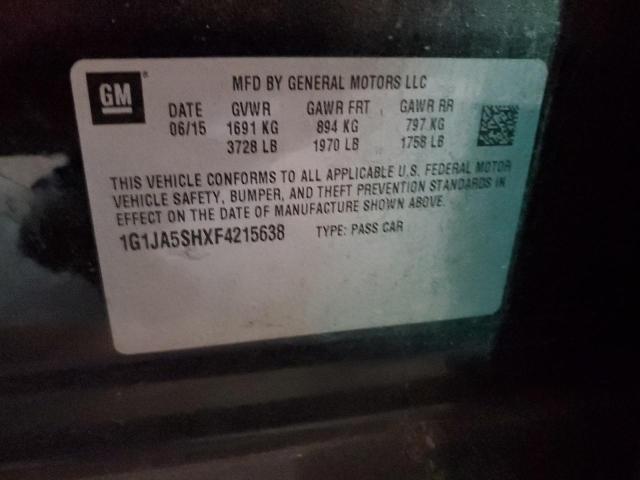 GM ®
MFD BY GENERAL MOTORS LLC
DATE GVWR GAWR FRT GAWR RR
06/15 1691 KG 894 KG 797 KG
3728 LB 1970 LB 1758 LB
THIS VEHICLE CONFORMS TO ALL APPLICABLE U.S. FEDERAL MOTOR
VEHICLE SAFETY, BUMPER, AND THEFT PREVENTION STANDARDS IN
EFFECT ON THE DATE OF MANUFACTURE SHOWN ABOVE.
1G1JA5SHXF4215638 TYPE: PASS CAR